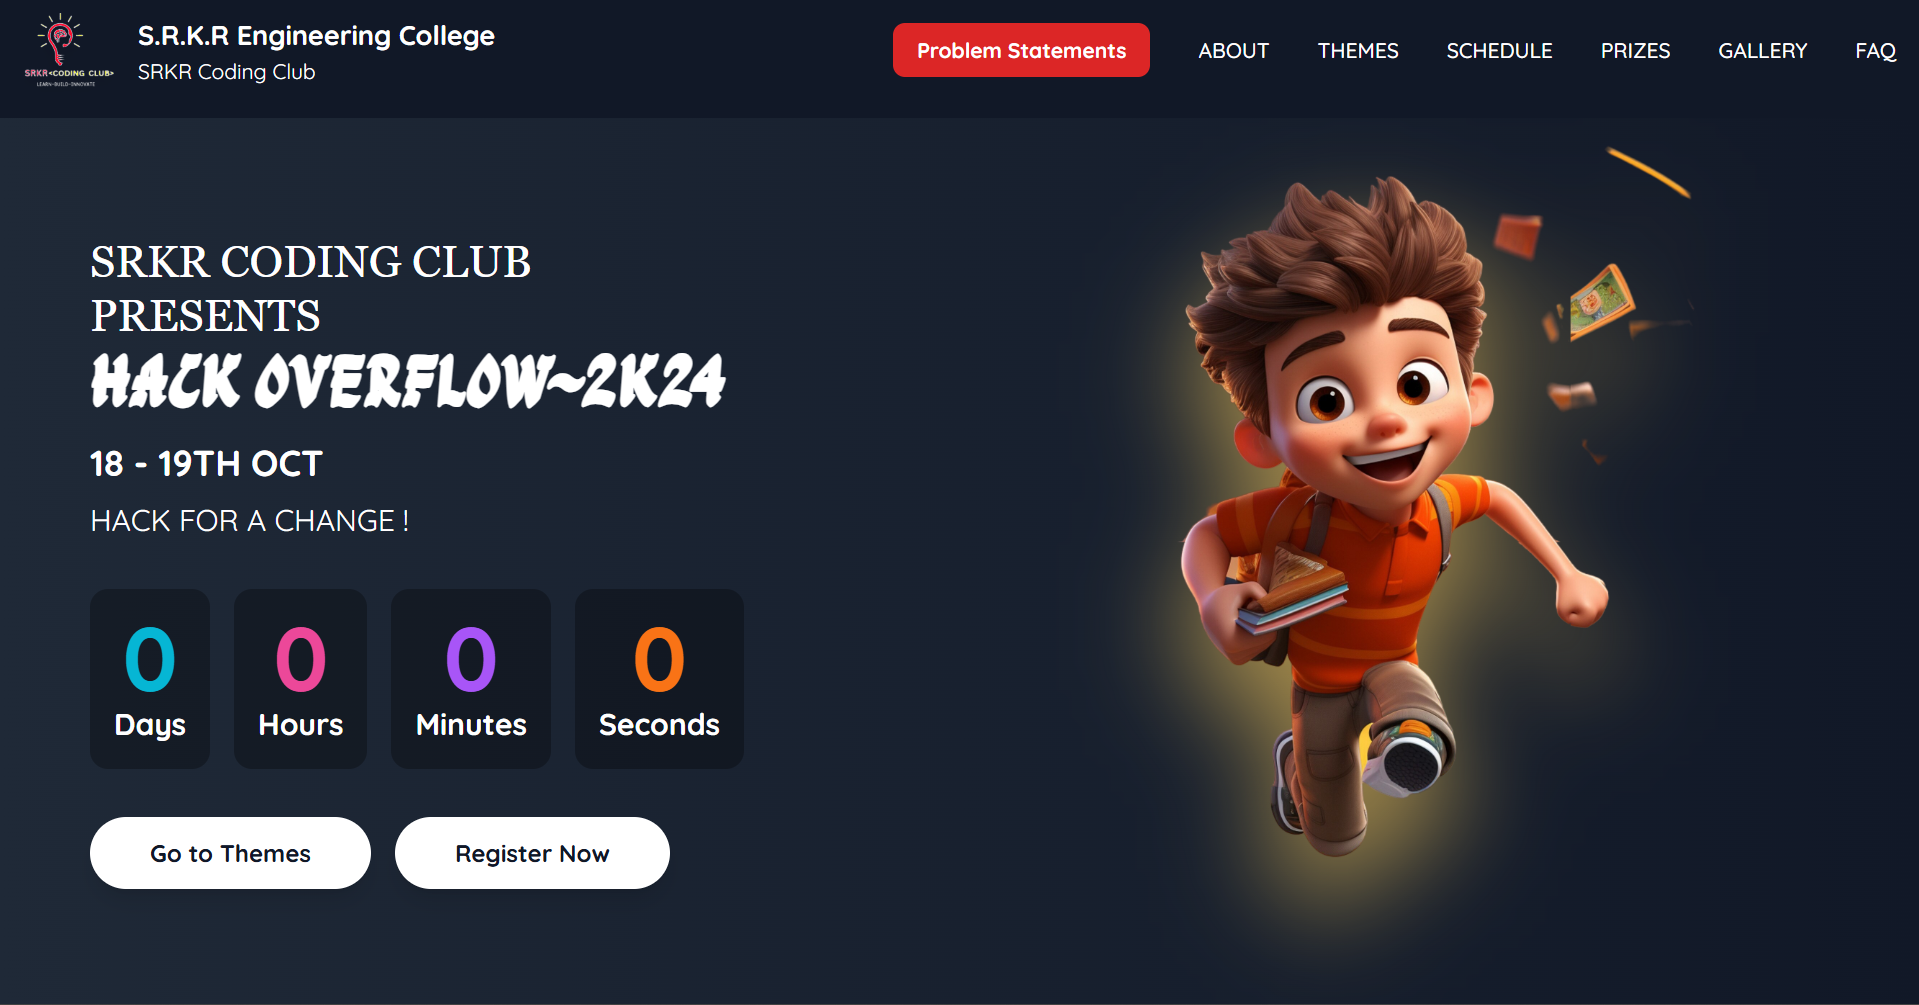 SRKR<CODING CLUB>
LEARN-BUILD-INNOVATE
S.R.K.R Engineering College
SRKR Coding Club
Problem Statements
ABOUT
THEMES
SCHEDULE
PRIZES
GALLERY
FAQ
SRKR CODING CLUB
PRESENTS
HACK OVERFLOW~2K24
18 - 19TH OCT
HACK FOR A CHANGE !
0
Days
0
Hours
0
Minutes
0
Seconds
Go to Themes
Register Now